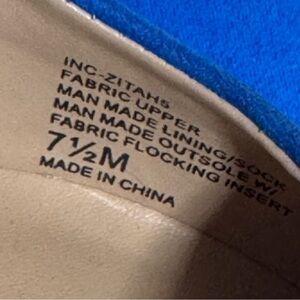 INC-ZITAH5
FABRIC UPPER
MAN MADE LINING/SOCK
MAN MADE OUTSOLE W/
FABRIC FLOCKING INSERT
7½M
MADE IN CHINA